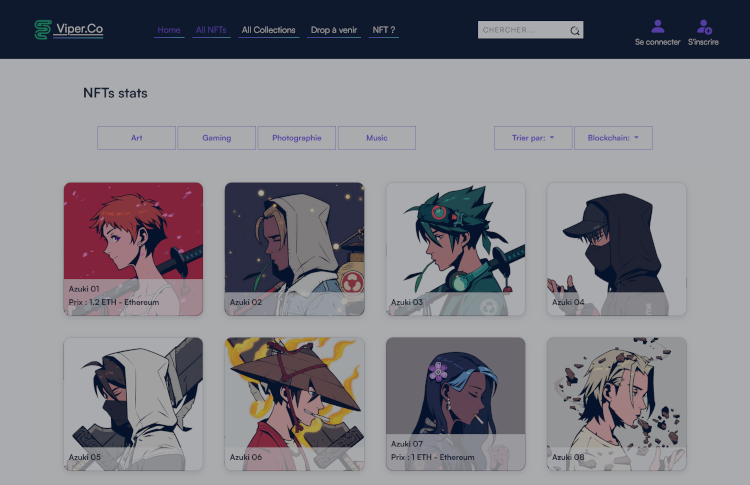 Viper.Co
Home
All NFTs
All Collections
Drop à venir
NFT ?
CHERCHER...
Se connecter
S'inscrire
NFTs stats
Art
Gaming
Photographie
Music
Trier par:
Blockchain:
Azuki 01
Prix : 1.2 ETH - Ethereum
Azuki 02
Azuki 03
Azuki 04
Azuki 05
Azuki 06
Azuki 07
Prix : 1 ETH - Ethereum
Azuki 08